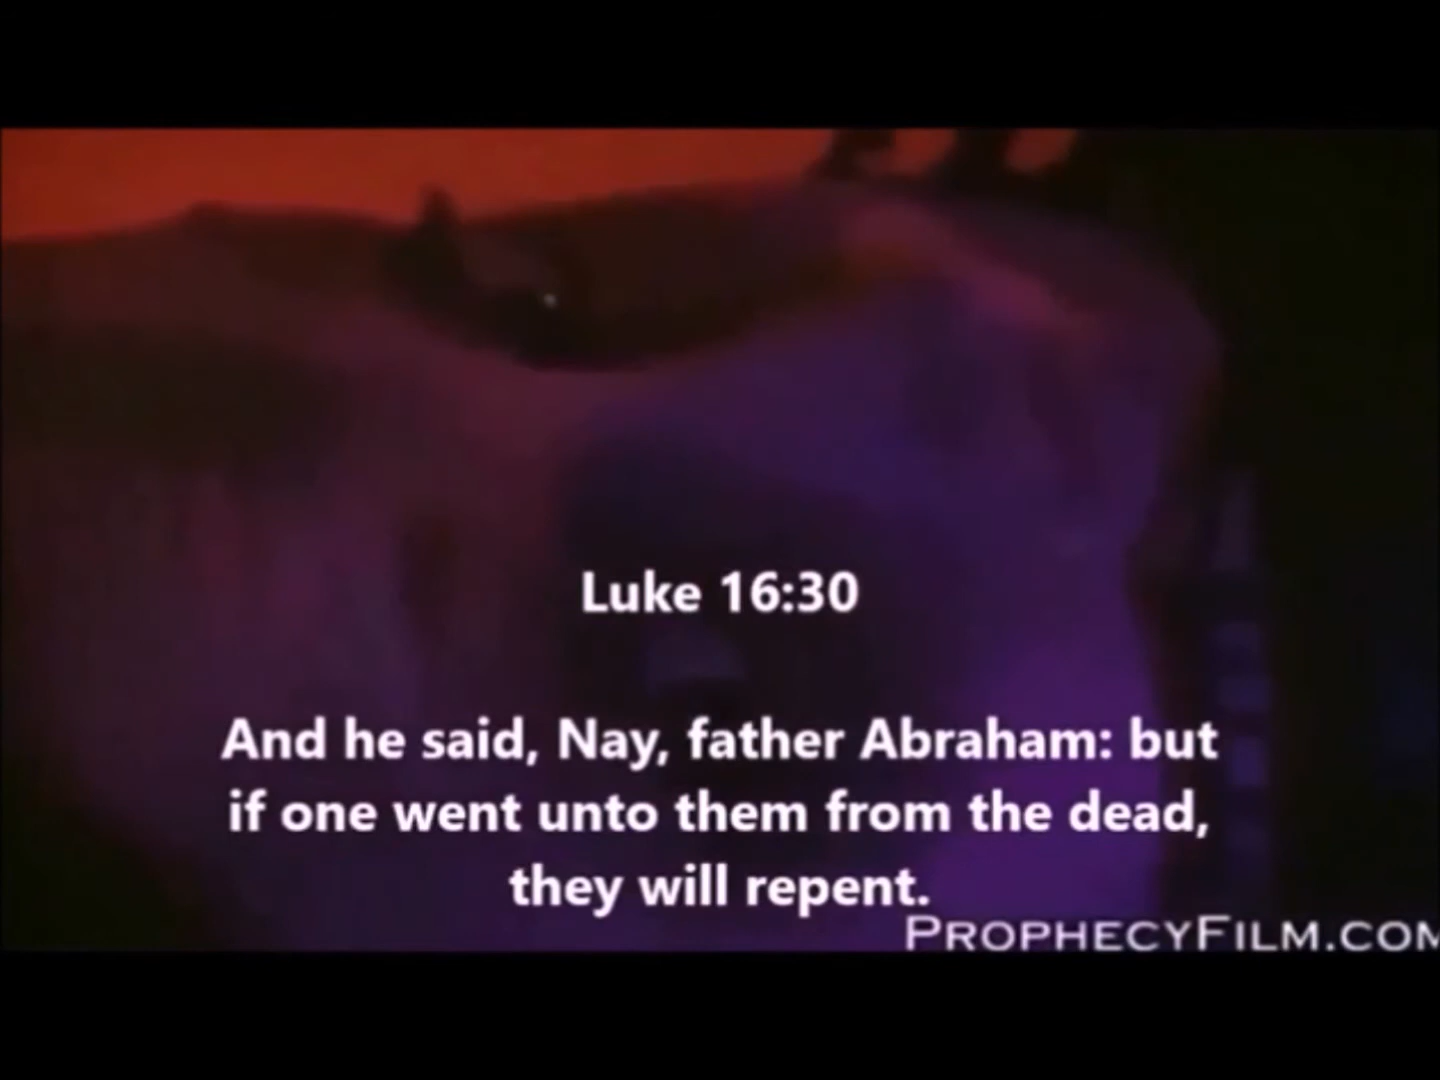 Luke 16:30
And he said, Nay, father Abraham: but
if one went unto them from the dead,
they will repent.
PROPHECYFILM.COM